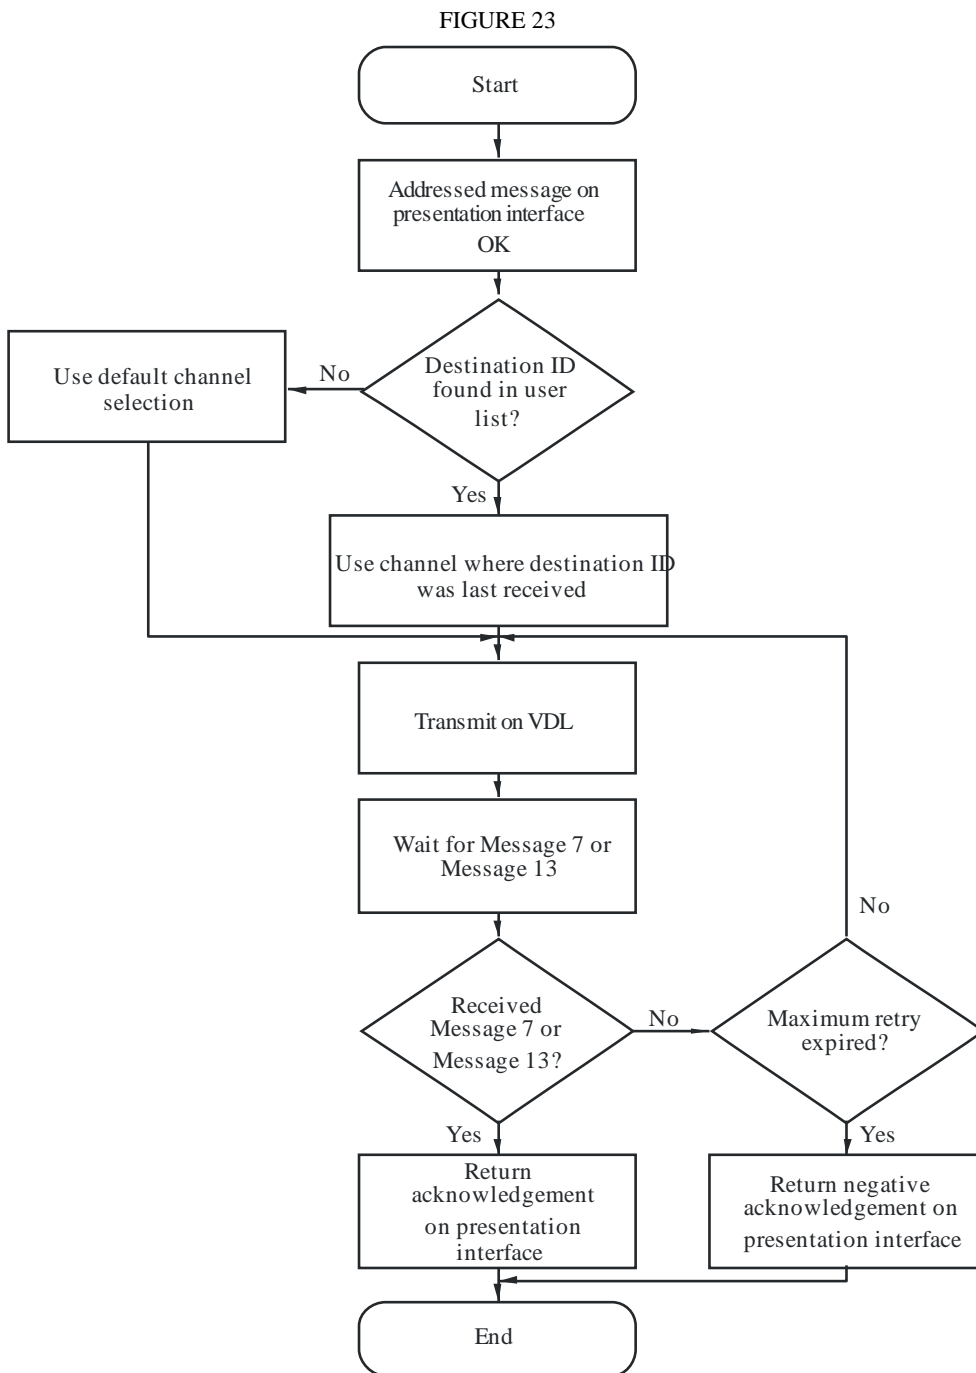 FIGURE 23
Start
Addressed message on
presentation interface
OK
Destination ID
found in user
list?
No
Use default channel
selection
Yes
Use channel where destination ID
was last received
Transmit on VDL
Wait for Message 7 or
Message 13
Received
Message 7 or
Message 13?
No
Maximum retry
expired?
No
Yes
Return
acknowledgement
on presentation
interface
Yes
Return negative
acknowledgement on
presentation interface
End